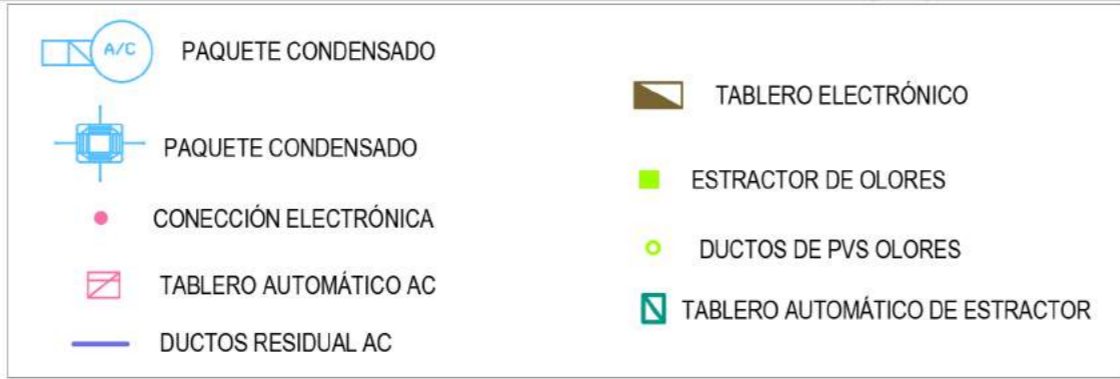 A/C PAQUETE CONDENSADO
PAQUETE CONDENSADO
CONECCIÓN ELECTRÓNICA
TABLERO AUTOMÁTICO AC
DUCTOS RESIDUAL AC
TABLERO ELECTRÓNICO
ESTRACTOR DE OLORES
DUCTOS DE PVS OLORES
TABLERO AUTOMÁTICO DE ESTRACTOR